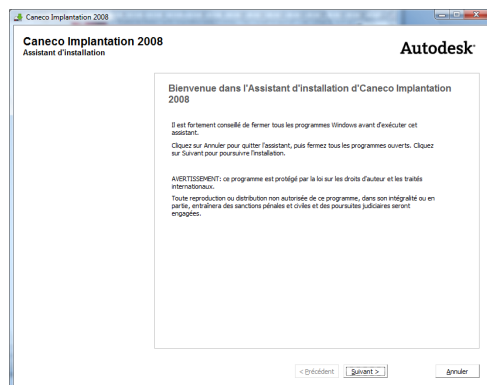 Caneco Implantation 2008
Caneco Implantation 2008
Assistant d'installation
Autodesk
Bienvenue dans l'Assistant d'installation d'Caneco Implantation
2008
Il est fortement conseillé de fermer tous les programmes Windows avant d'exécuter cet
assistant.
Cliquez sur Annuler pour quitter l'assistant, puis fermez tous les programmes ouverts. Cliquez
sur Suivant pour poursuivre l'installation.
AVERTISSEMENT: ce programme est protégé par la loi sur les droits d'auteur et les traités
internationaux.
Toute reproduction ou distribution non autorisée de ce programme, dans son intégralité ou en
partie, entraînera des sanctions pénales et civiles et des poursuites judiciaires seront
engagées.
< Précédent Suivant > Annuler